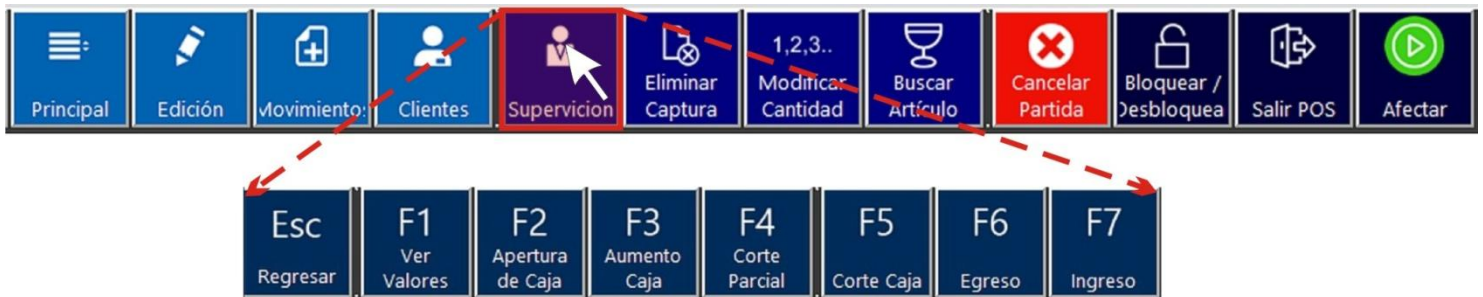 Principal
Edición
Movimiento:
Clientes
Supervicion
Eliminar
Captura
1,2,3..
Modificar
Cantidad
Buscar
Artículo
Cancelar
Partida
Bloquear /
Desbloquea
Salir POS
Afectar
Esc
Regresar
F1
Ver
Valores
F2
Apertura
de Caja
F3
Aumento
Caja
F4
Corte
Parcial
F5
Corte Caja
F6
Egreso
F7
Ingreso